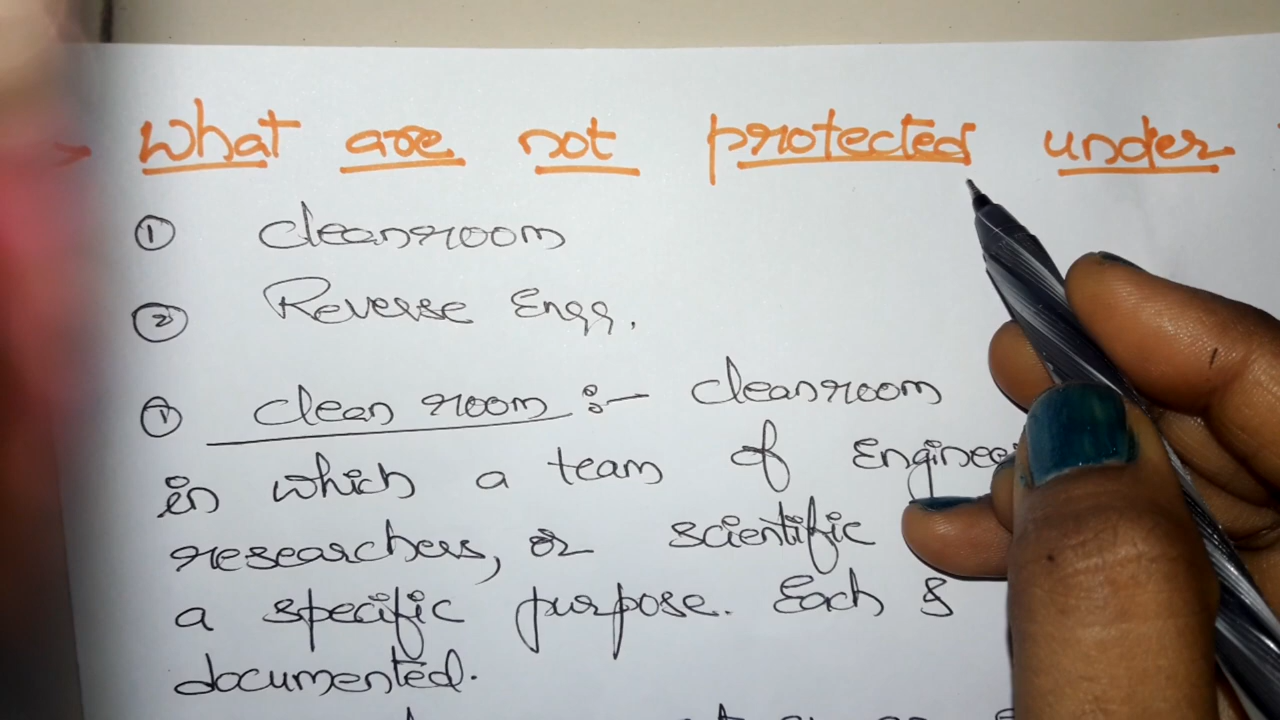 What are not protected under
① Cleanroom
② Reverse Engg.
① Clean room :- Cleanroom
in which a team of
researchers, or scientific
a specific purpose. Each &
documented.